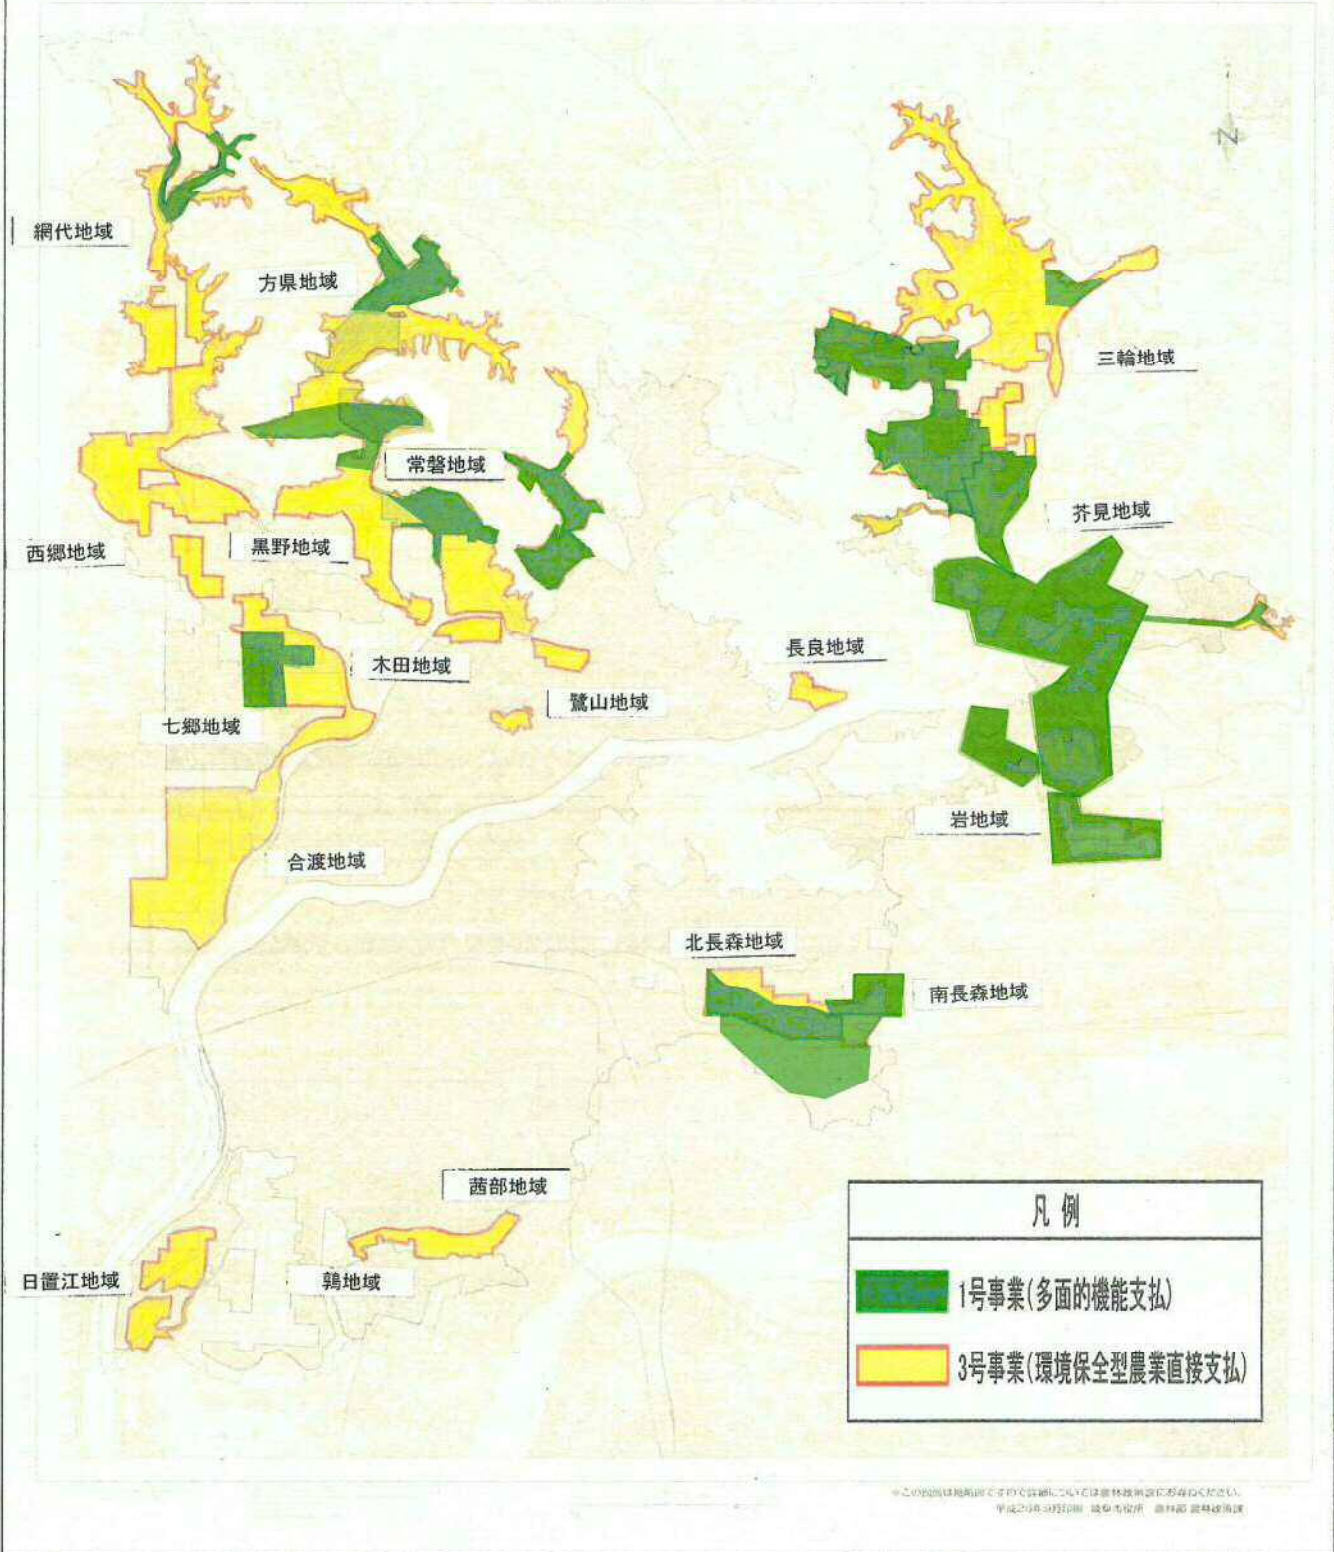 N
網代地域
方県地域
三輪地域
常磐地域
芥見地域
西郷地域
黒野地域
長良地域
木田地域
鷺山地域
七郷地域
岩地域
合渡地域
北長森地域
南長森地域
茜部地域
日置江地域
鶉地域
凡例
1号事業(多面的機能支払)
3号事業(環境保全型農業直接支払)